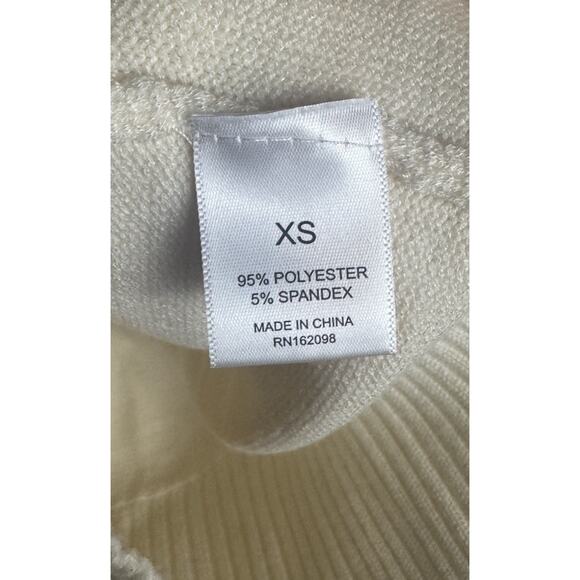 XS
95% POLYESTER
5% SPANDEX
MADE IN CHINA
RN162098